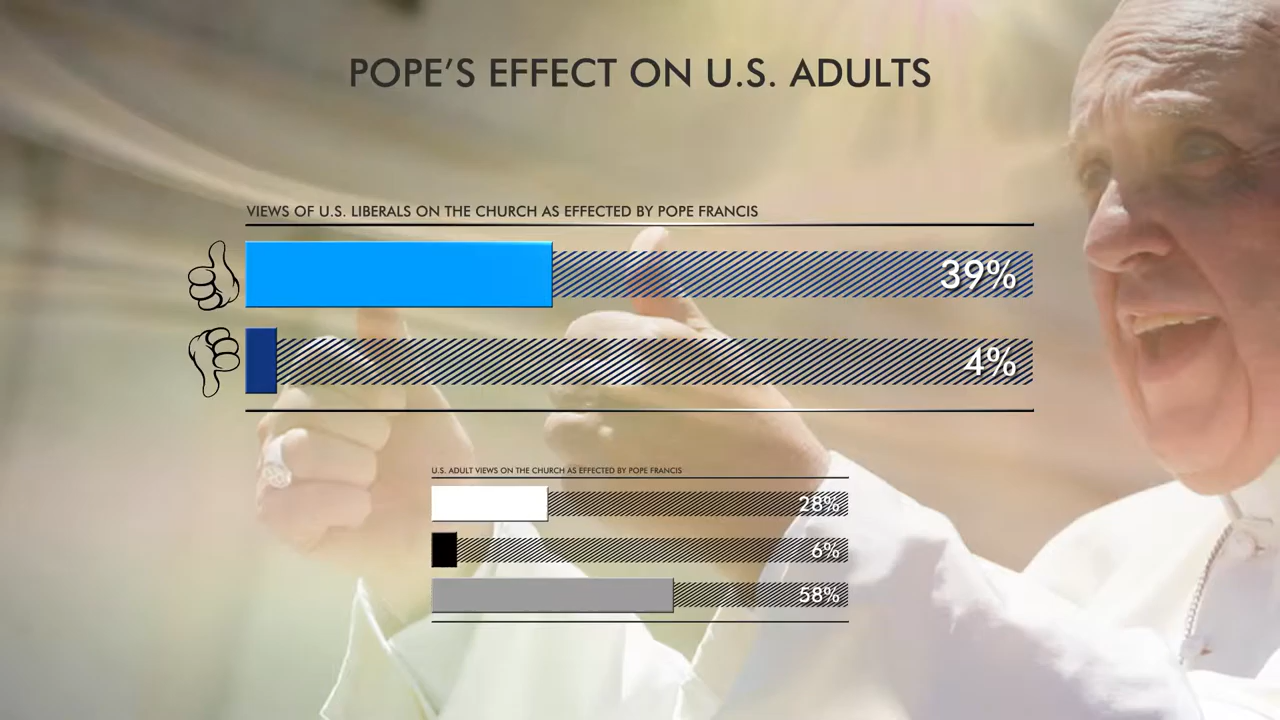 POPE'S EFFECT ON U.S. ADULTS
VIEWS OF U.S. LIBERALS ON THE CHURCH AS EFFECTED BY POPE FRANCIS
39%
4%
U.S. ADULT VIEWS ON THE CHURCH AS EFFECTED BY POPE FRANCIS
28%
6%
58%